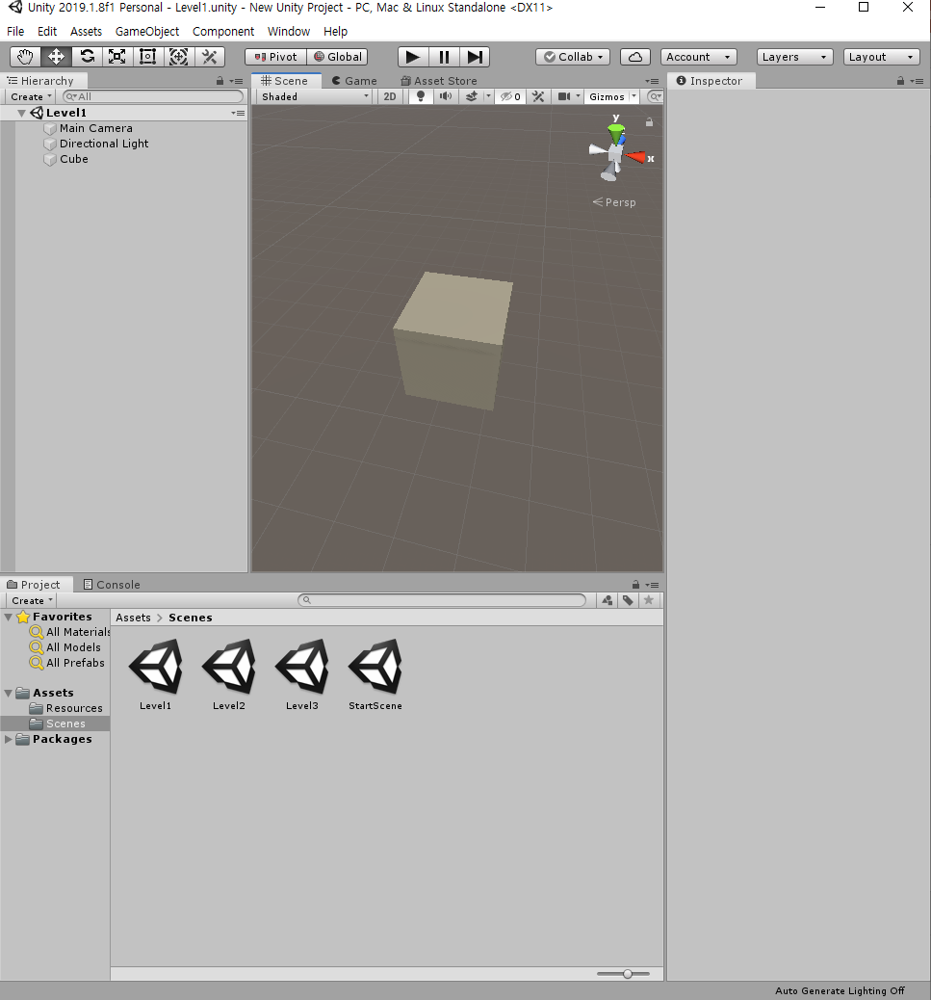 Unity 2019.1.8f1 Personal - Level1.unity - New Unity Project - PC, Mac & Linux Standalone <DX11>
File Edit Assets GameObject Component Window Help
Pivot Global Collab Account Layers Layout
Hierarchy
Create All
Level1
Main Camera
Directional Light
Cube
Scene Game Asset Store
Shaded 2D 0 Gizmos
y
x
Persp
Inspector
Project Console
Create
Favorites
All Materials
All Models
All Prefabs
Assets
Resources
Scenes
Packages
Assets > Scenes
Level1 Level2 Level3 StartScene
Auto Generate Lighting Off